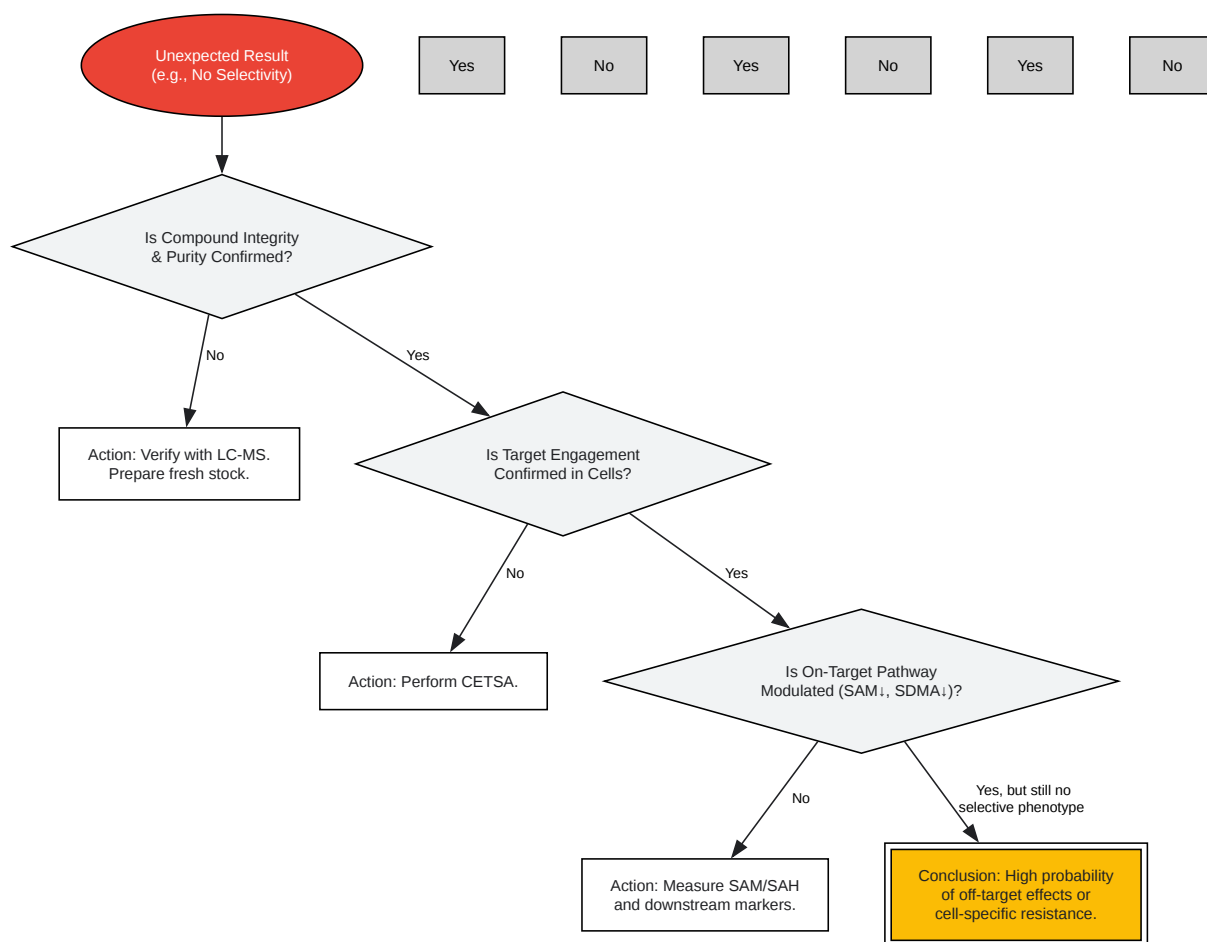 Unexpected Result
(e.g., No Selectivity)
Yes
No
Yes
No
Yes
No
Is Compound Integrity
& Purity Confirmed?
No
Yes
Action: Verify with LC-MS.
Prepare fresh stock.
Is Target Engagement
Confirmed in Cells?
No
Yes
Action: Perform CETSA.
Is On-Target Pathway
Modulated (SAM↓, SDMA↓)?
No
Yes, but still no
selective phenotype
Action: Measure SAM/SAH
and downstream markers.
Conclusion: High probability
of off-target effects or
cell-specific resistance.